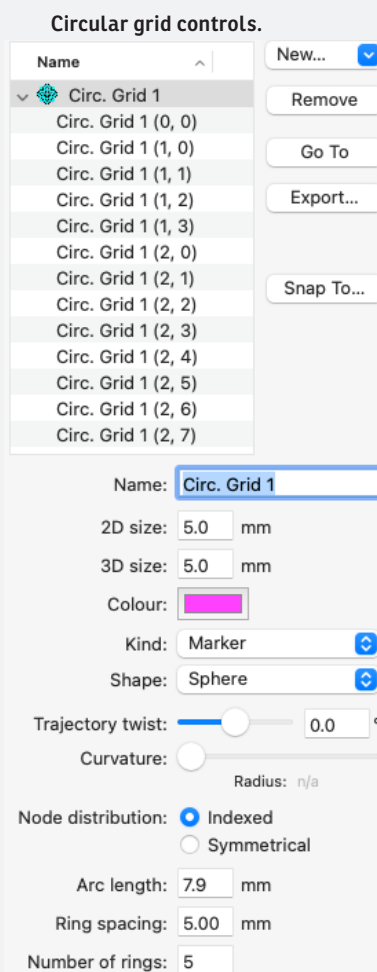 Circular grid controls.
Name
New...
Circ. Grid 1
Remove
Circ. Grid 1 (0, 0)
Circ. Grid 1 (1, 0)
Go To
Circ. Grid 1 (1, 1)
Circ. Grid 1 (1, 2)
Export...
Circ. Grid 1 (1, 3)
Circ. Grid 1 (2, 0)
Circ. Grid 1 (2, 1)
Snap To...
Circ. Grid 1 (2, 2)
Circ. Grid 1 (2, 3)
Circ. Grid 1 (2, 4)
Circ. Grid 1 (2, 5)
Circ. Grid 1 (2, 6)
Circ. Grid 1 (2, 7)
Name: Circ. Grid 1
2D size: 5.0 mm
3D size: 5.0 mm
Colour:
Kind: Marker
Shape: Sphere
Trajectory twist: 0.0 °
Curvature:
Radius: n/a
Node distribution: Indexed
Symmetrical
Arc length: 7.9 mm
Ring spacing: 5.00 mm
Number of rings: 5